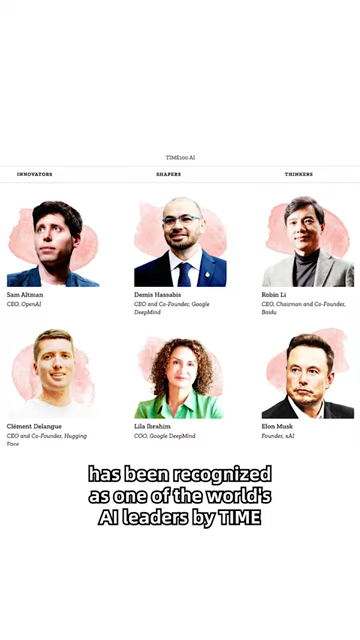 TIME100 AI
INNOVATORS
SHAPERS
THINKERS
Sam Altman
CEO, OpenAI
Demis Hassabis
CEO and Co-Founder, Google
DeepMind
Robin Li
CEO, Chairman and Co-Founder,
Baidu
Clément Delangue
CEO and Co-Founder, Hugging
Face
Lila Ibrahim
COO, Google DeepMind
Elon Musk
Founder, xAI
has been recognized
as one of the world's
AI leaders by TIME